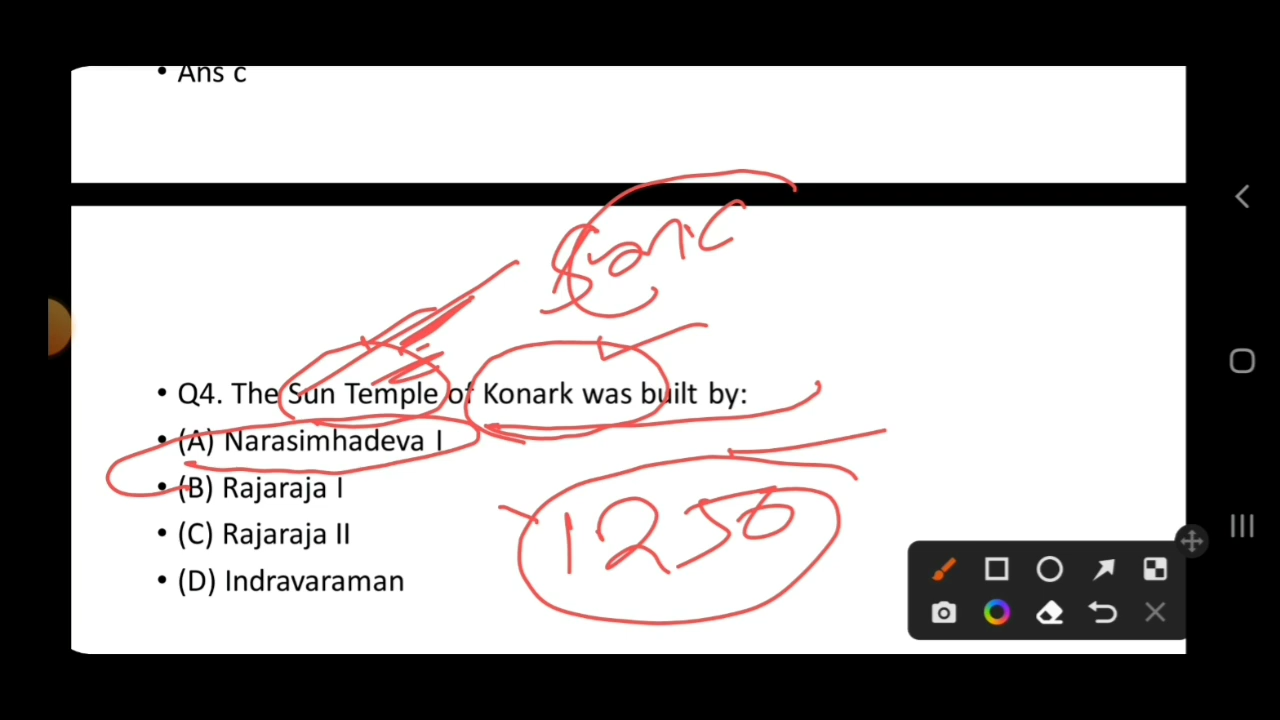 • Ans c
• Q4. The Sun Temple of Konark was built by:
• (A) Narasimhadeva I
• (B) Rajaraja I
• (C) Rajaraja II
• (D) Indravaraman
1250